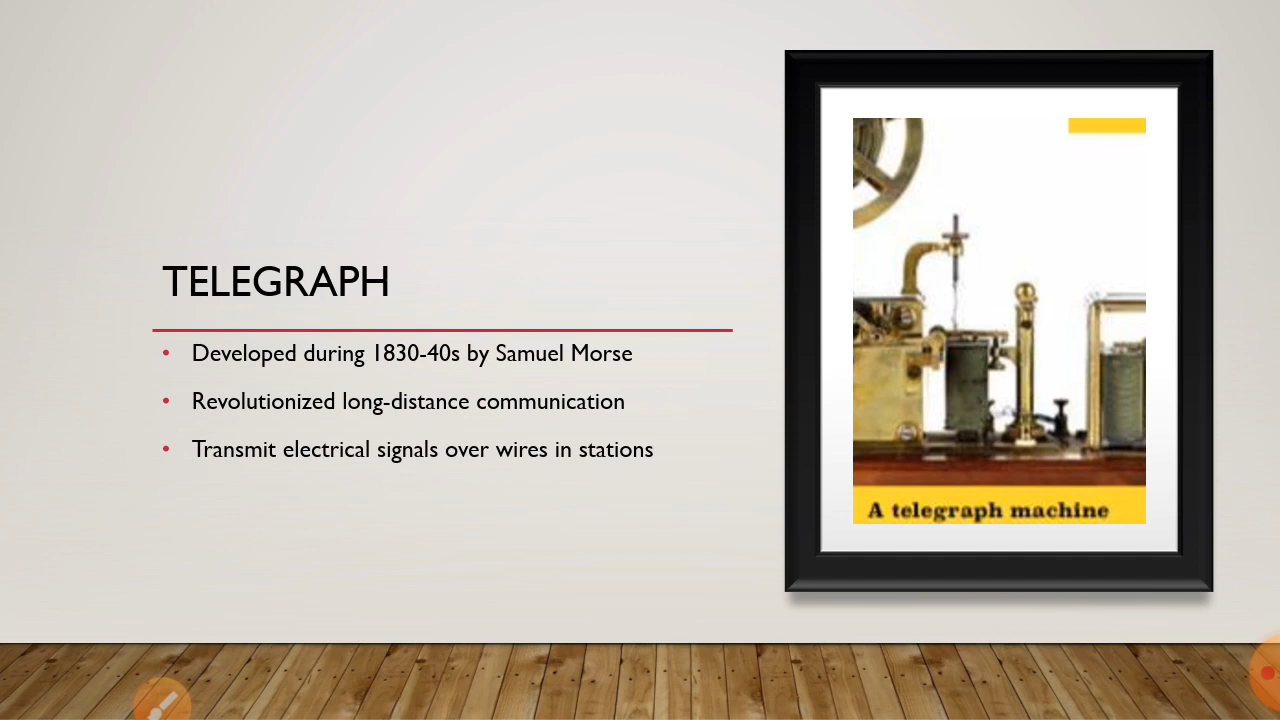 TELEGRAPH
• Developed during 1830-40s by Samuel Morse
• Revolutionized long-distance communication
• Transmit electrical signals over wires in stations
A telegraph machine